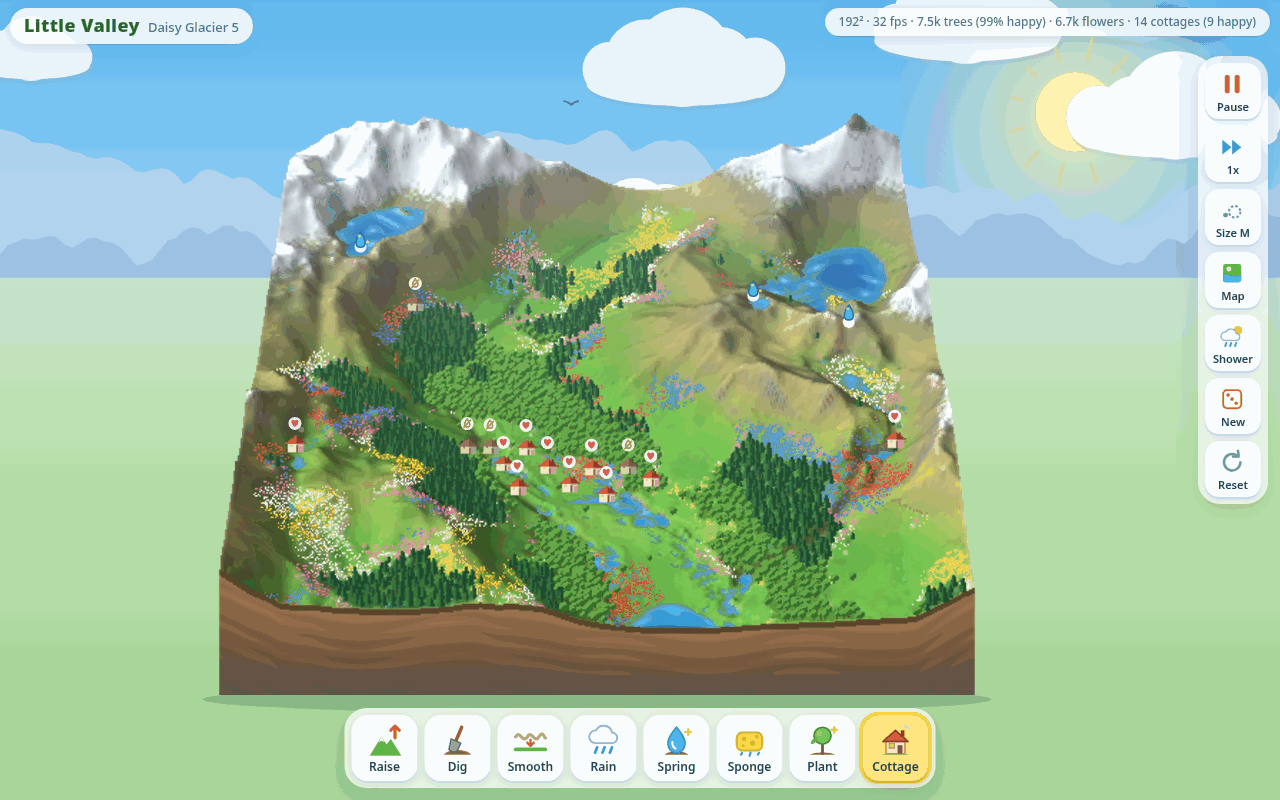 Little Valley Daisy Glacier 5
192² · 32 fps · 7.5k trees (99% happy) · 6.7k flowers · 14 cottages (9 happy)
Pause
1x
Size M
Map
Shower
New
Reset
Raise
Dig
Smooth
Rain
Spring
Sponge
Plant
Cottage